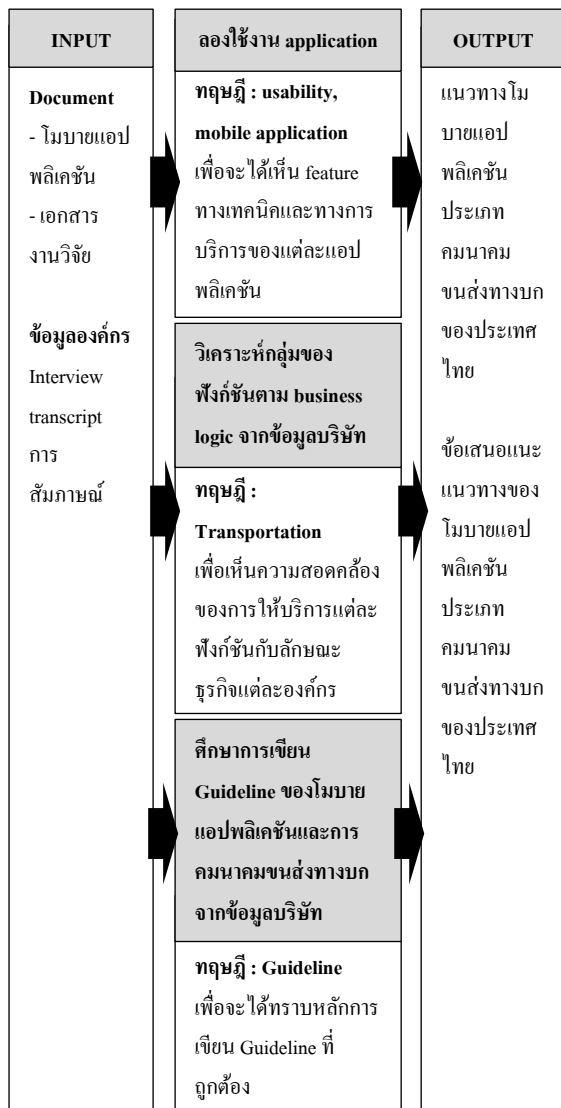 INPUT
Document
- โมบายแอป
พลิเคชัน
- เอกสาร
งานวิจัย
ข้อมูลองค์กร
Interview
transcript
การ
สัมภาษณ์
ลองใช้งาน application
ทฤษฎี : usability,
mobile application
เพื่อจะได้เห็น feature
ทางเทคนิคและทางการ
บริการของแต่ละแอป
พลิเคชัน
วิเคราะห์กลุ่มของ
ฟังก์ชันตาม business
logic จากข้อมูลบริษัท
ทฤษฎี :
Transportation
เพื่อเห็นความสอดคล้อง
ของการให้บริการแต่ละ
ฟังก์ชันกับลักษณะ
ธุรกิจแต่ละองค์กร
ศึกษาการเขียน
Guideline ของโมบาย
แอปพลิเคชันและการ
คมนาคมขนส่งทางบก
จากข้อมูลบริษัท
ทฤษฎี : Guideline
เพื่อจะได้ทราบหลักการ
เขียน Guideline ที่
ถูกต้อง
OUTPUT
แนวทางโม
บายแอป
พลิเคชัน
ประเภท
คมนาคม
ขนส่งทางบก
ของประเทศ
ไทย
ข้อเสนอแนะ
แนวทางของ
โมบายแอป
พลิเคชัน
ประเภท
คมนาคม
ขนส่งทางบก
ของประเทศ
ไทย